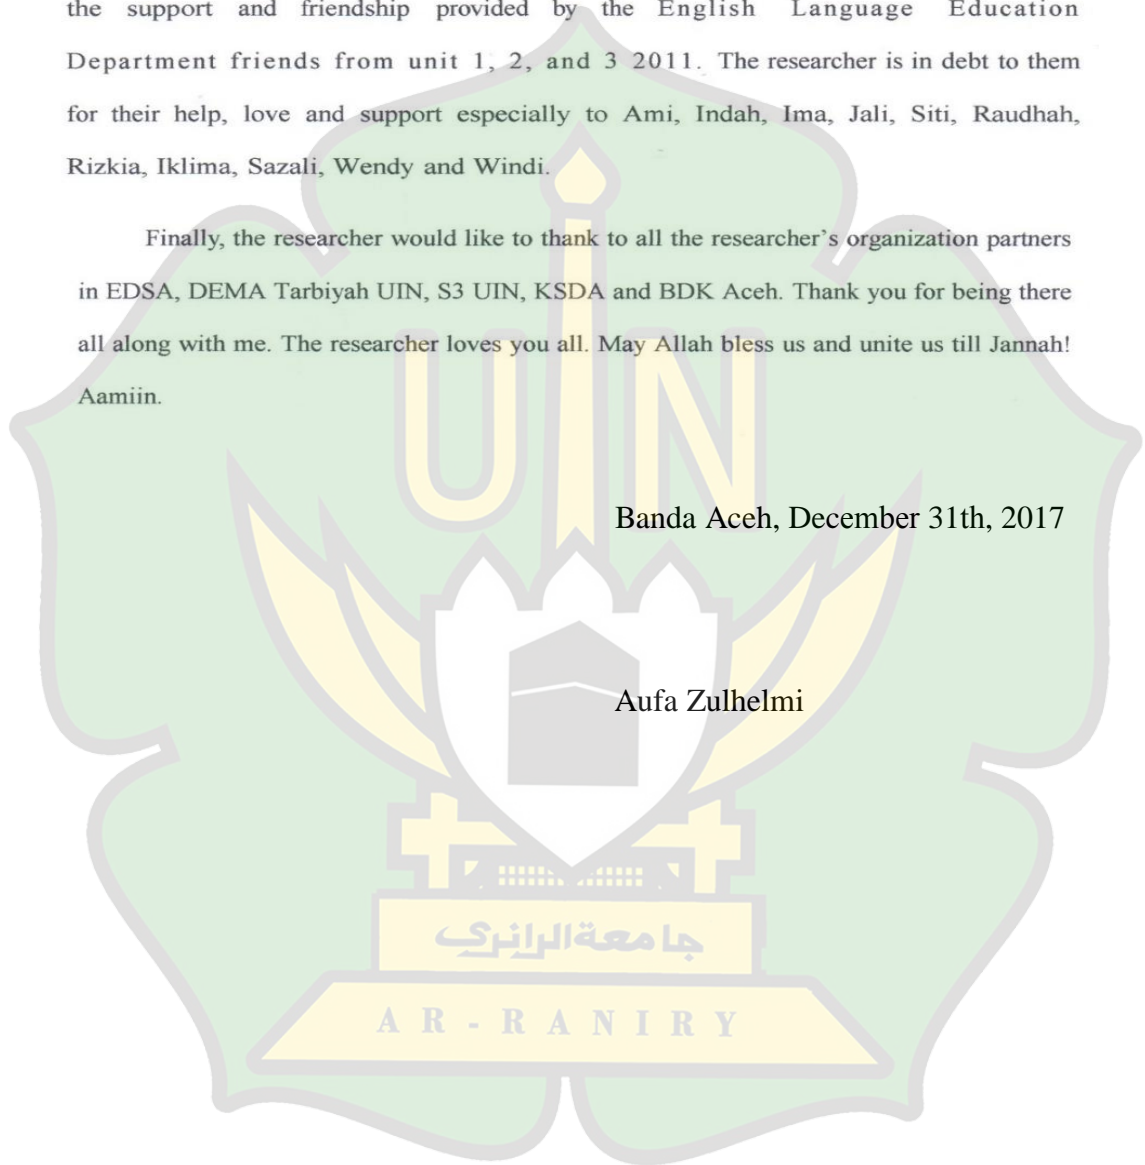 the support and friendship provided by the English Language Education
Department friends from unit 1, 2, and 3 2011. The researcher is in debt to them
for their help, love and support especially to Ami, Indah, Ima, Jali, Siti, Raudhah,
Rizkia, Iklima, Sazali, Wendy and Windi.
Finally, the researcher would like to thank to all the researcher's organization partners
in EDSA, DEMA Tarbiyah UIN, S3 UIN, KSDA and BDK Aceh. Thank you for being there
all along with me. The researcher loves you all. May Allah bless us and unite us till Jannah!
Aamiin.
UIN
Banda Aceh, December 31th, 2017
Aufa Zulhelmi
جامعة الرانري
AR-RANIRY